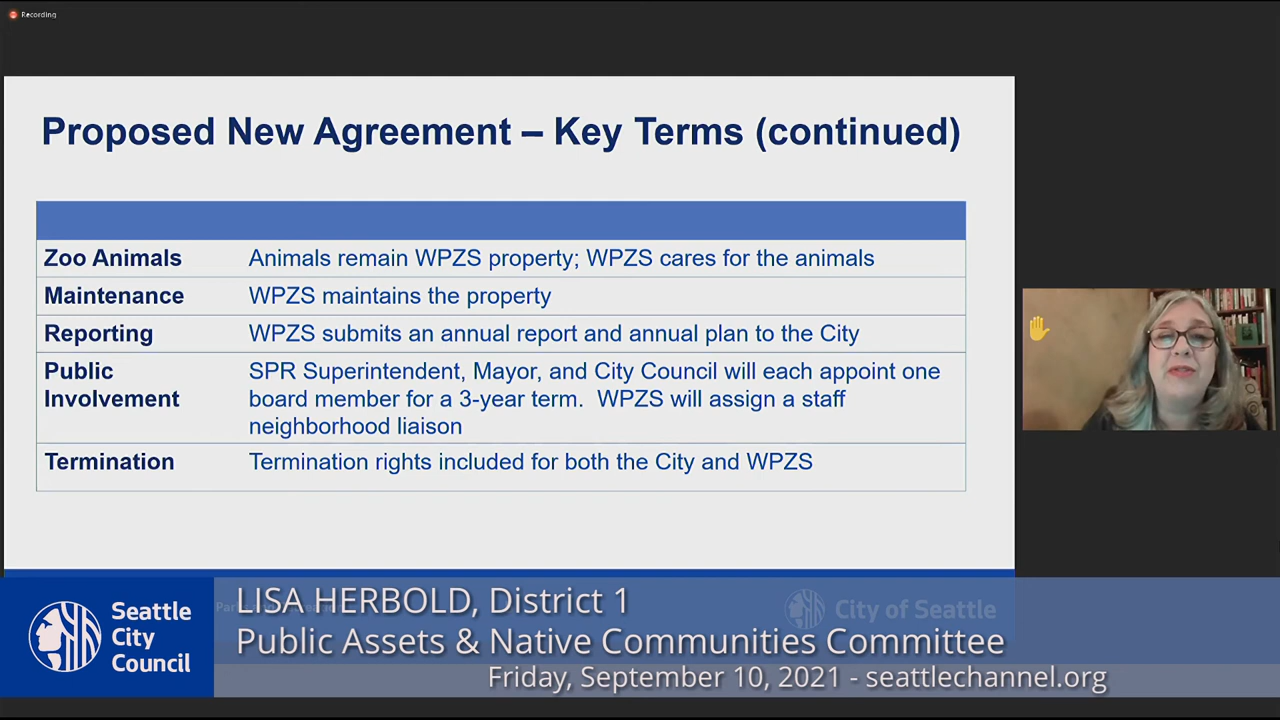 Recording
Proposed New Agreement – Key Terms (continued)
Zoo Animals Animals remain WPZS property; WPZS cares for the animals
Maintenance WPZS maintains the property
Reporting WPZS submits an annual report and annual plan to the City
Public Involvement SPR Superintendent, Mayor, and City Council will each appoint one
board member for a 3-year term. WPZS will assign a staff
neighborhood liaison
Termination Termination rights included for both the City and WPZS
City of Seattle
Seattle
City
Council
LISA HERBOLD, District 1
Public Assets & Native Communities Committee
Friday, September 10, 2021 - seattlechannel.org